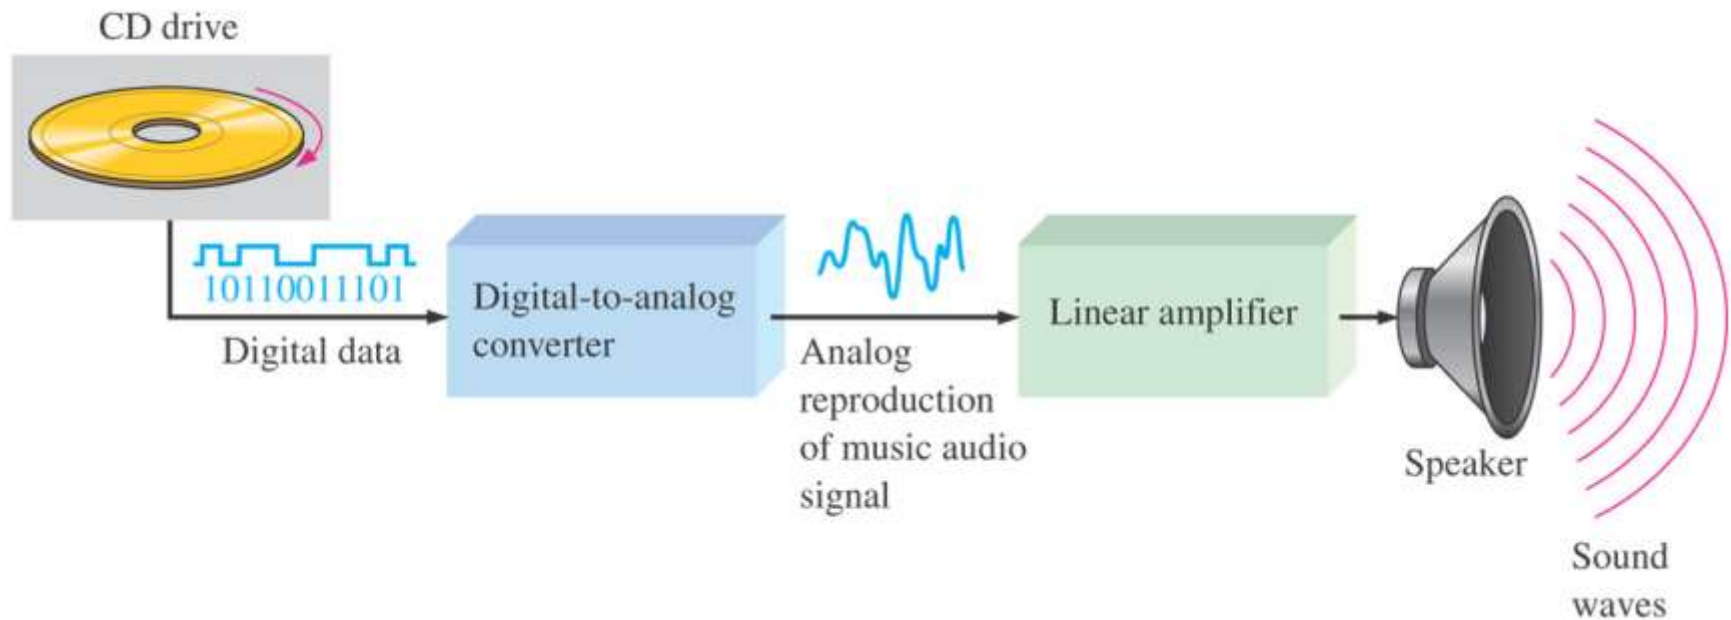 CD drive
10110011101
Digital data
Digital-to-analog
converter
Analog
reproduction
of music audio
signal
Linear amplifier
Speaker
Sound
waves